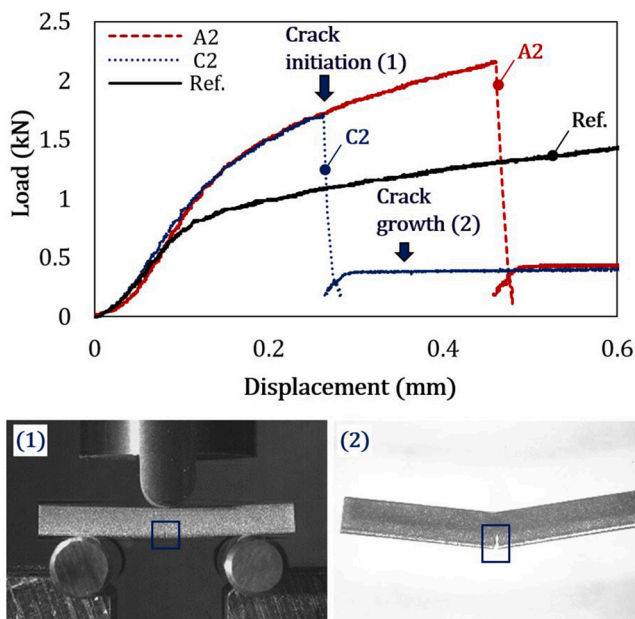 2.5
2
1.5
1
0.5
0
Load (kN)
A2
C2
Ref.
Crack
initiation (1)
A2
C2
Ref.
Crack
growth (2)
0
0.2
0.4
0.6
Displacement (mm)
(1)
(2)